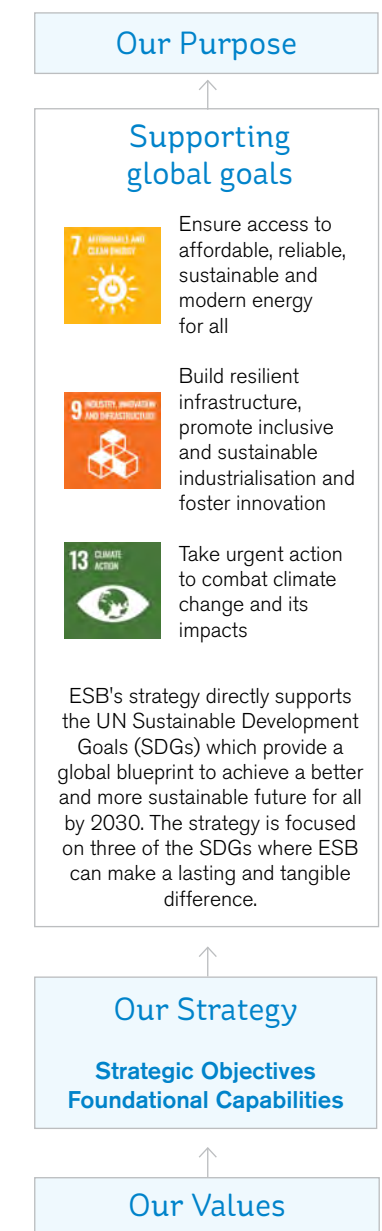 Our Purpose
Supporting
global goals
7 AFFORDABLE AND
CLEAN ENERGY
Ensure access to
affordable, reliable,
sustainable and
modern energy
for all
9 INDUSTRY, INNOVATION
AND INFRASTRUCTURE
Build resilient
infrastructure,
promote inclusive
and sustainable
industrialisation and
foster innovation
13 CLIMATE
ACTION
Take urgent action
to combat climate
change and its
impacts
ESB's strategy directly supports
the UN Sustainable Development
Goals (SDGs) which provide a
global blueprint to achieve a better
and more sustainable future for all
by 2030. The strategy is focused
on three of the SDGs where ESB
can make a lasting and tangible
difference.
Our Strategy
Strategic Objectives
Foundational Capabilities
Our Values